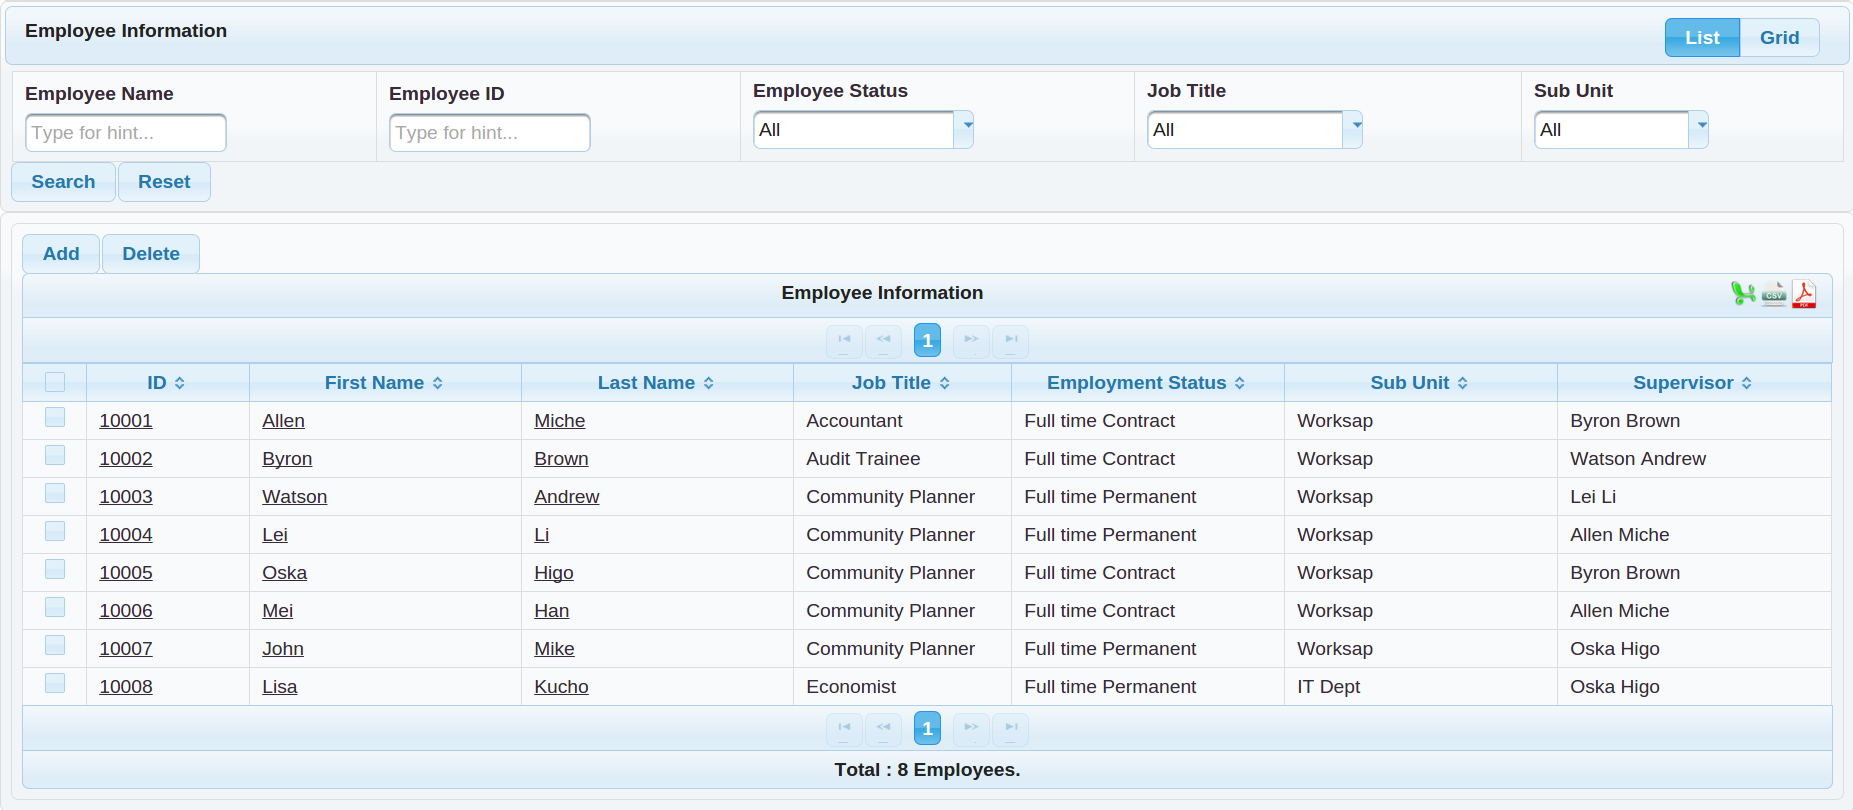 Employee Information
List Grid
Employee Name Employee ID Employee Status Job Title Sub Unit
Type for hint... Type for hint... All All All
Search Reset
Add Delete
Employee Information
CSV PDF
1
ID First Name Last Name Job Title Employment Status Sub Unit Supervisor
10001 Allen Miche Accountant Full time Contract Worksap Byron Brown
10002 Byron Brown Audit Trainee Full time Contract Worksap Watson Andrew
10003 Watson Andrew Community Planner Full time Permanent Worksap Lei Li
10004 Lei Li Community Planner Full time Permanent Worksap Allen Miche
10005 Oska Higo Community Planner Full time Contract Worksap Byron Brown
10006 Mei Han Community Planner Full time Contract Worksap Allen Miche
10007 John Mike Community Planner Full time Permanent Worksap Oska Higo
10008 Lisa Kucho Economist Full time Permanent IT Dept Oska Higo
1
Total : 8 Employees.